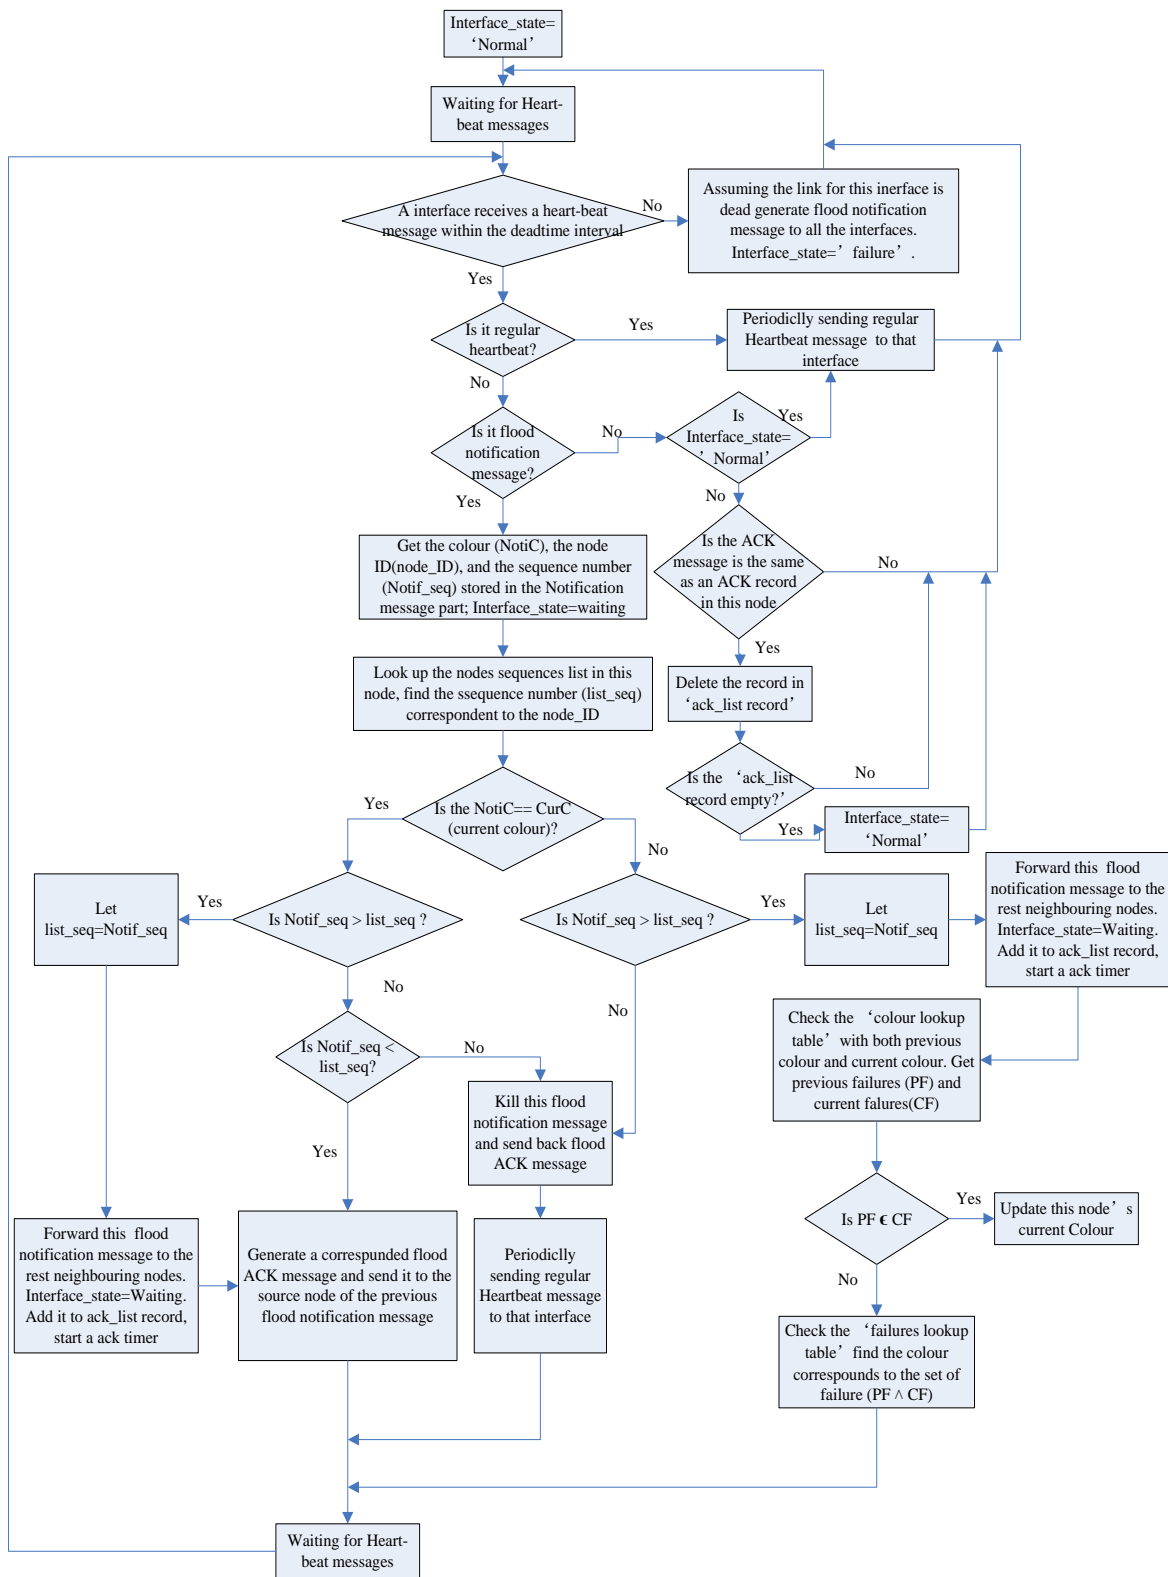 Interface_state=
‘Normal’
Waiting for Heart-
beat messages
A interface receives a heart-beat
message within the deadtime interval
No
Assuming the link for this inerface is
dead generate flood notification
message to all the interfaces.
Interface_state=’failure’.
Yes
Is it regular
heartbeat?
Yes
Periodiclly sending regular
Heartbeat message to that
interface
No
Is it flood
notification
message?
No
Is
Interface_state=
’Normal’
Yes
Yes
No
Get the colour (NotiC), the node
ID(node_ID), and the sequence number
(Notif_seq) stored in the Notification
message part; Interface_state=waiting
Is the ACK
message is the same
as an ACK record
in this node
No
Yes
Look up the nodes sequences list in this
node, find the ssequence number (list_seq)
correspondent to the node_ID
Delete the record in
‘ack_list record’
Is the ‘ack_list
record empty?’
No
Yes
Interface_state=
‘Normal’
Is the NotiC== CurC
(current colour)?
Yes
No
Let
list_seq=Notif_seq
Yes
Is Notif_seq > list_seq ?
Is Notif_seq > list_seq ?
Yes
Let
list_seq=Notif_seq
Forward this flood
notification message to the
rest neighbouring nodes.
Interface_state=Waiting.
Add it to ack_list record,
start a ack timer
No
No
Is Notif_seq <
list_seq?
No
Yes
Kill this flood
notification message
and send back flood
ACK message
Check the ‘colour lookup
table’ with both previous
colour and current colour. Get
previous failures (PF) and
current falures(CF)
Is PF € CF
Yes
Update this node’s
current Colour
No
Forward this flood
notification message to the
rest neighbouring nodes.
Interface_state=Waiting.
Add it to ack_list record,
start a ack timer
Generate a correspunded flood
ACK message and send it to the
source node of the previous
flood notification message
Periodiclly
sending regular
Heartbeat message
to that interface
Check the ‘failures lookup
table’ find the colour
correspounds to the set of
failure (PF ^ CF)
Waiting for Heart-
beat messages